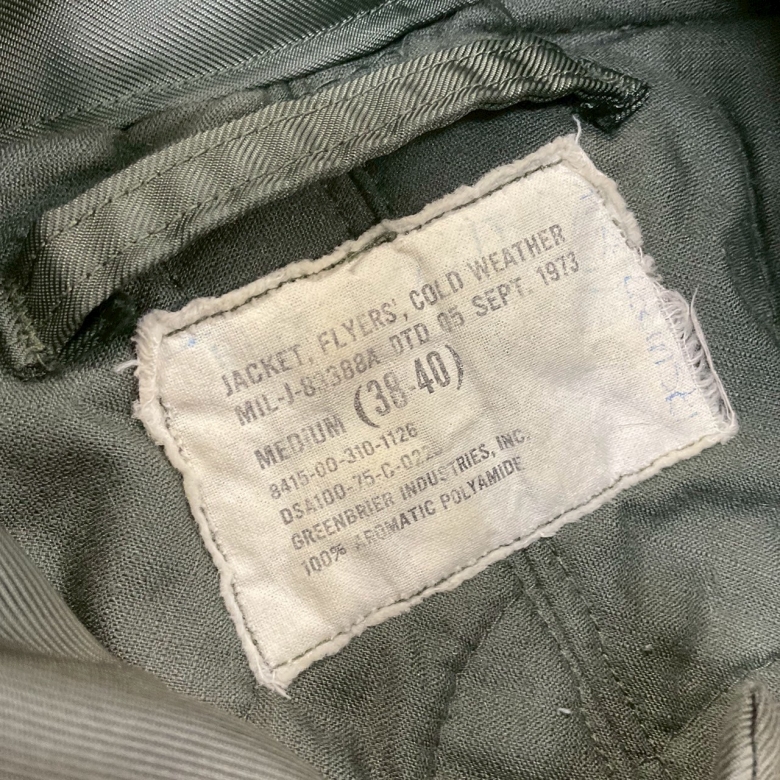 JACKET, FLYERS', COLD WEATHER
MIL-J-83388A DTD 05 SEPT. 1973
MEDIUM (38-40)
8415-00-310-1126
GREENBRIER INDUSTRIES, INC.
100% AROMATIC POLYAMIDE